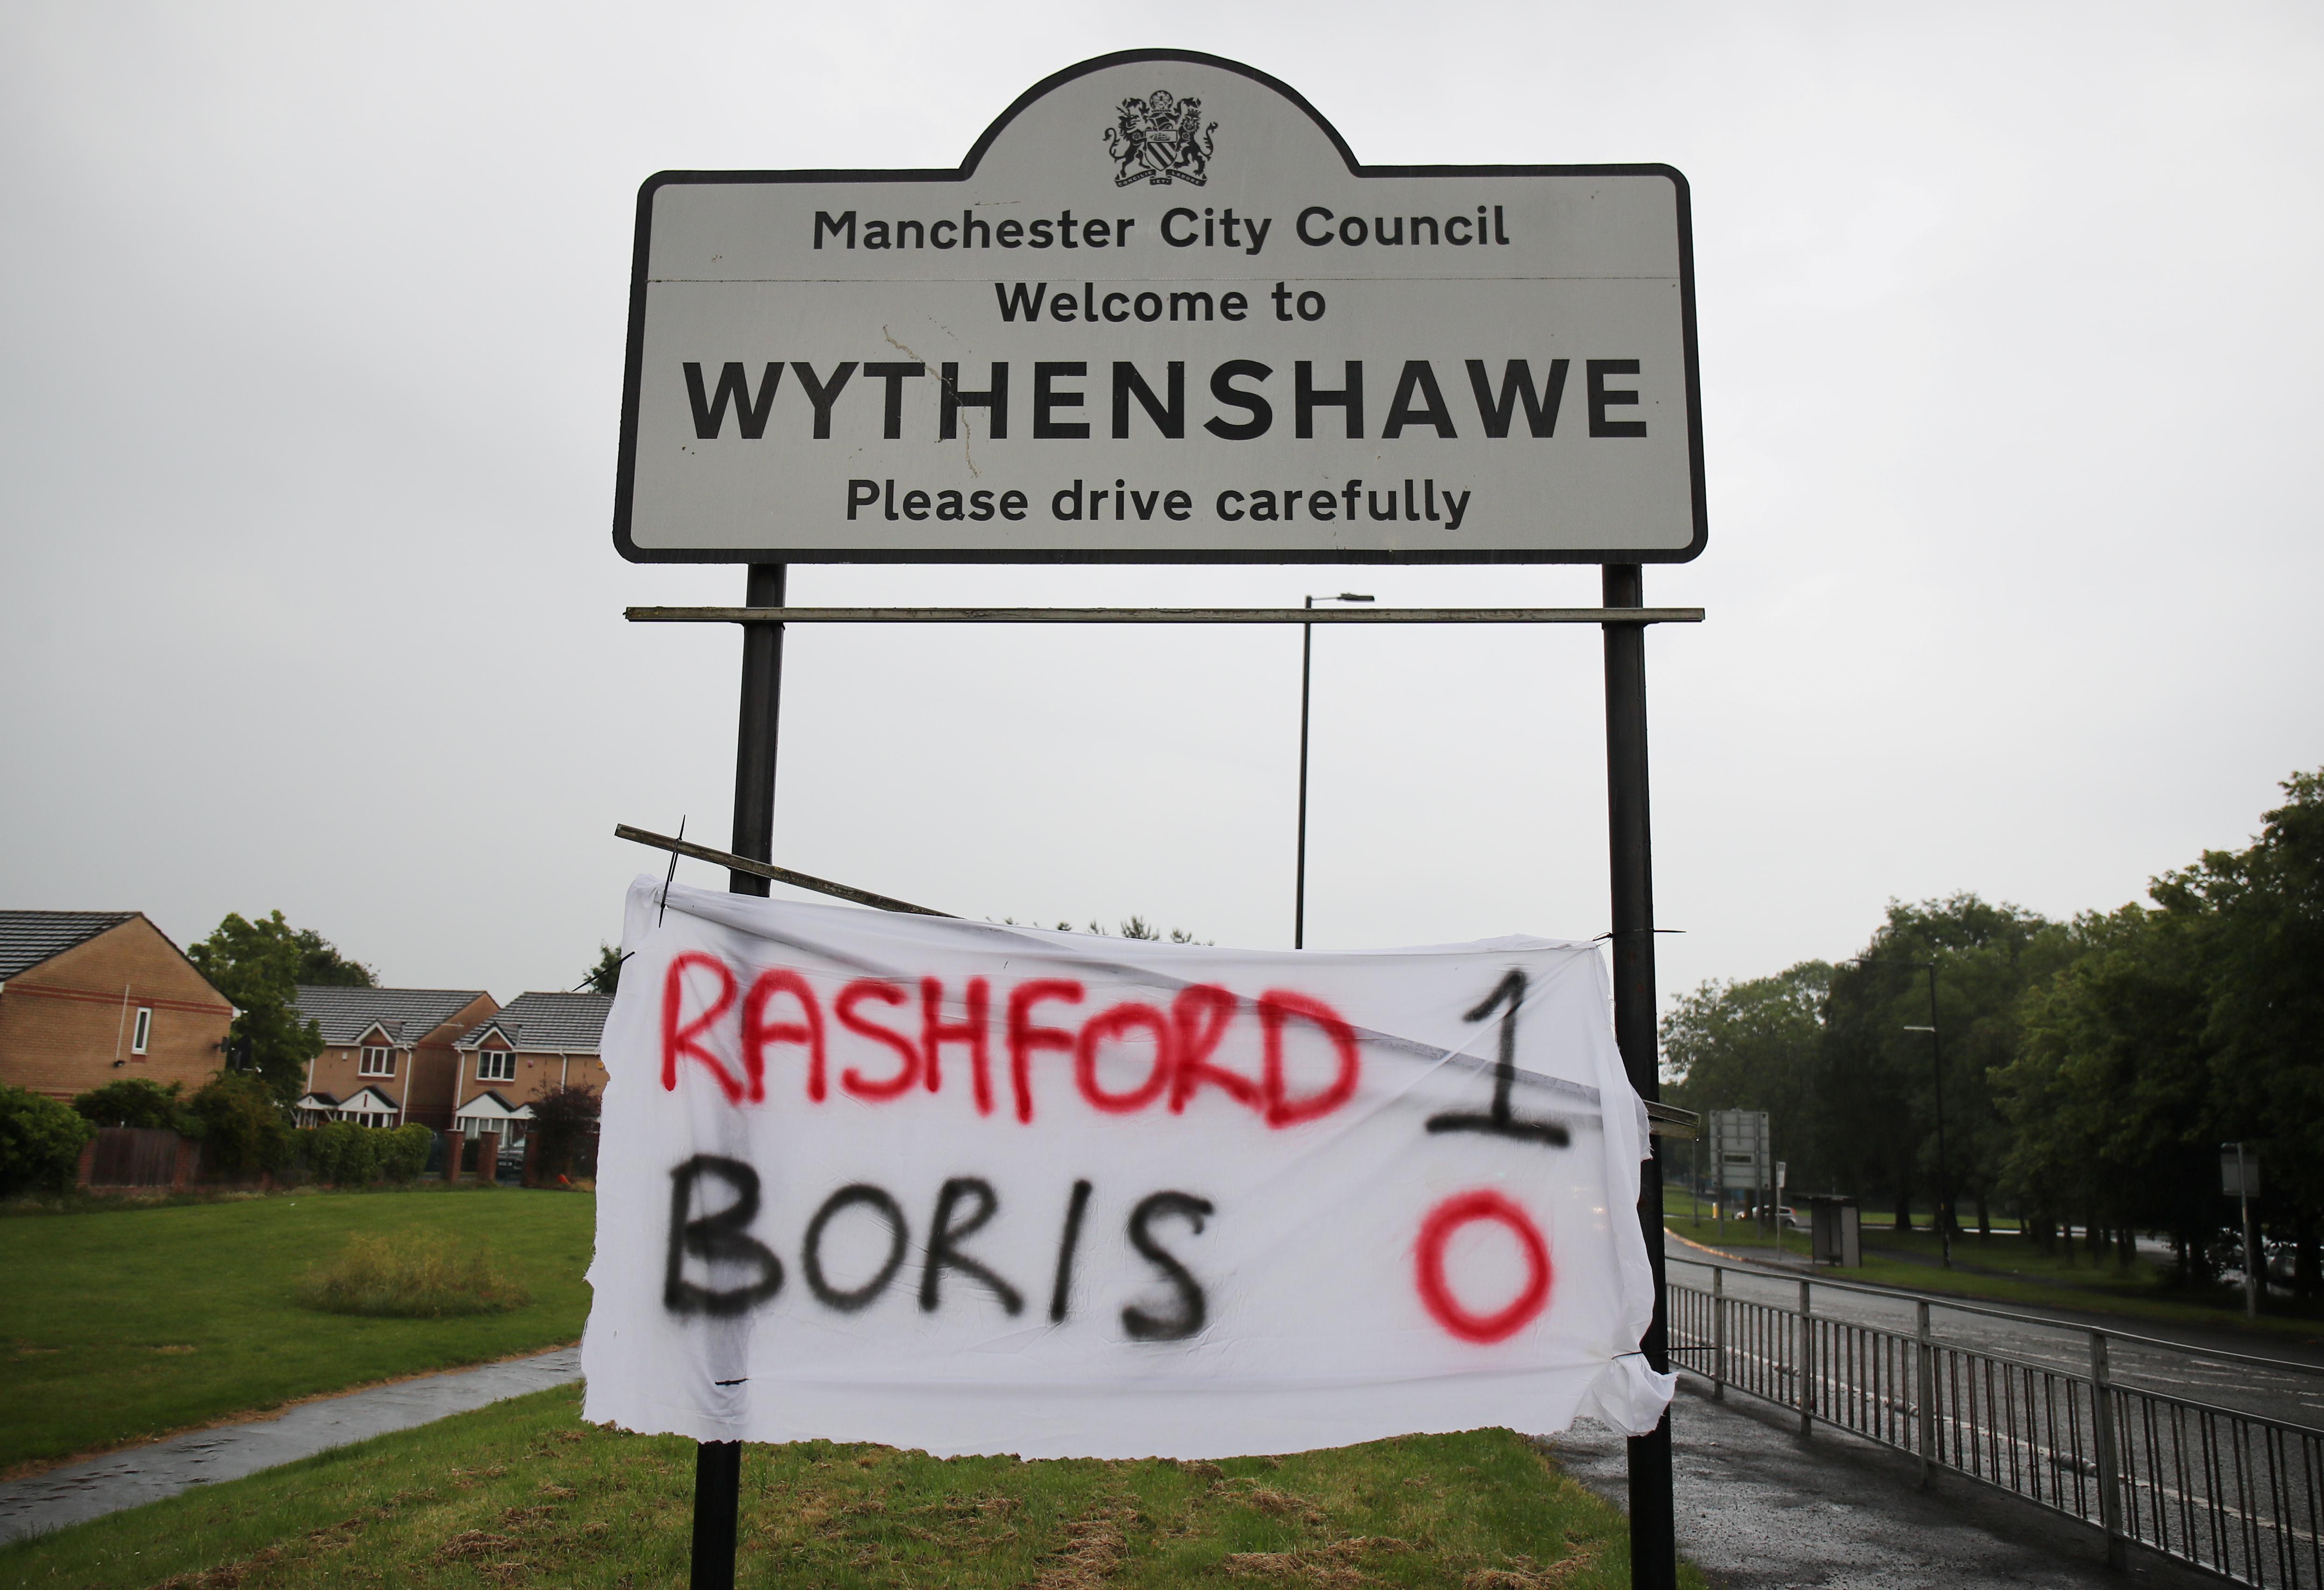 Manchester City Council
Welcome to
WYTHENSHAWE
Please drive carefully
RASHFORD 1
BORIS 0